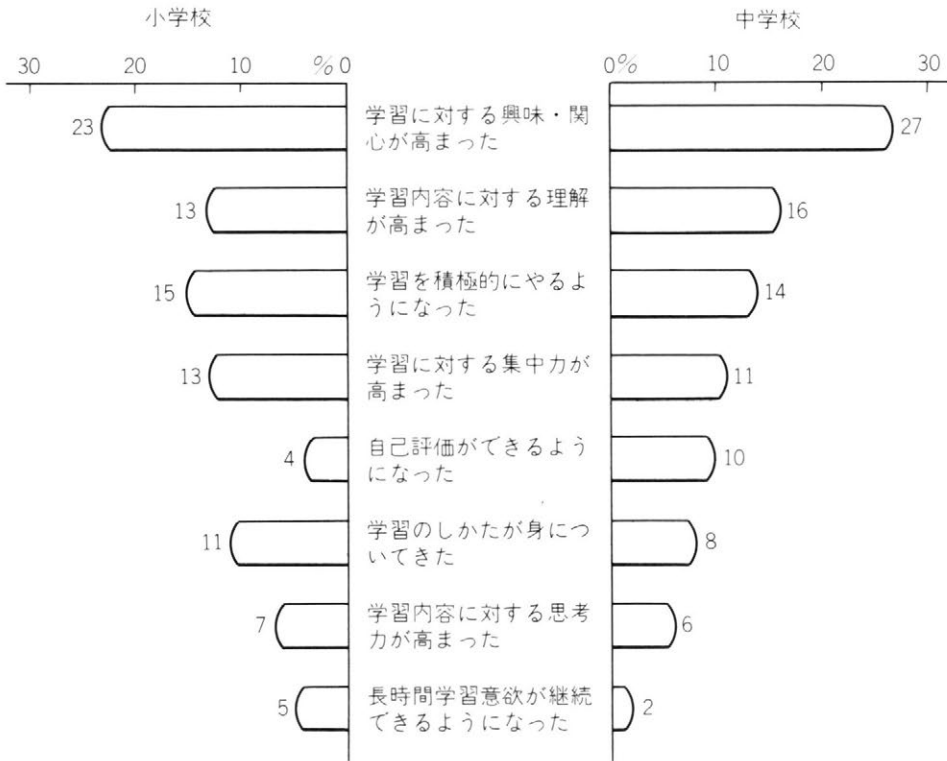 小学校
中学校
30 20 10 % 0
0% 10 20 30
23
学習に対する興味・関
心が高まった
27
13
学習内容に対する理解
が高まった
16
15
学習を積極的にやるよ
うになった
14
13
学習に対する集中力が
高まった
11
4
自己評価ができるよう
になった
10
11
学習のしかたが身につ
いてきた
8
7
学習内容に対する思考
力が高まった
6
5
長時間学習意欲が継続
できるようになった
2